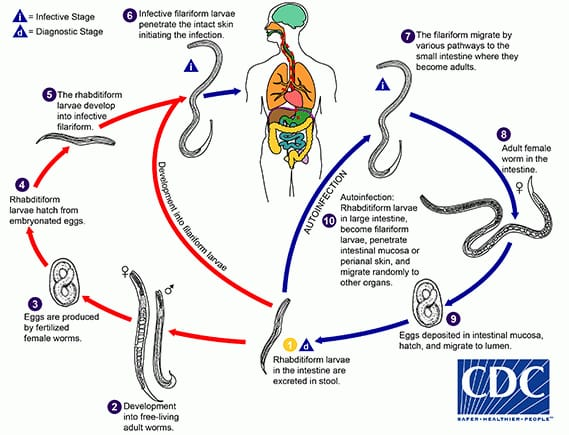 i = Infective Stage
d = Diagnostic Stage
6 Infective filariform larvae
penetrate the intact skin
initiating the infection.
i
7 The filariform migrate by
various pathways to the
small intestine where they
become adults.
i
5 The rhabditiform
larvae develop
into infective
filariform.
8
Adult female
worm in the
intestine.
♀
4
Rhabditiform
larvae hatch from
embryonated eggs.
Development into filariform larvae
AUTOINFECTION
Autoinfection:
10 Rhabditiform larvae
in large intestine,
become filariform
larvae, penetrate
intestinal mucosa or
perianal skin, and
migrate randomly to
other organs.
3
Eggs are produced
by fertilized
female worms.
♀
♂
9
Eggs deposited in intestinal mucosa,
hatch, and migrate to lumen.
1 d
Rhabditiform larvae
in the intestine are
excreted in stool.
2 Development
into free-living
adult worms.
CDC
SAFER•HEALTHIER•PEOPLE™